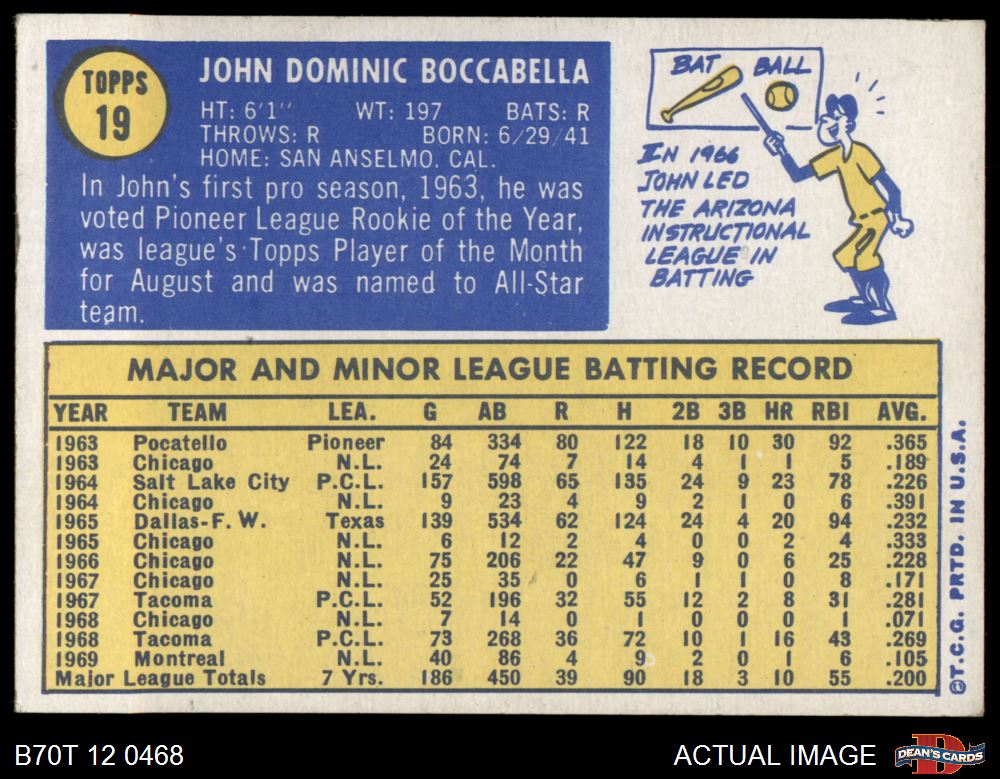 TOPPS
19
JOHN DOMINIC BOCCABELLA
HT: 6'1" WT: 197 BATS: R
THROWS: R BORN: 6/29/41
HOME: SAN ANSELMO, CAL.
In John's first pro season, 1963, he was
voted Pioneer League Rookie of the Year,
was league's Topps Player of the Month
for August and was named to All-Star
team.
BAT BALL
IN 1966
JOHN LED
THE ARIZONA
INSTRUCTIONAL
LEAGUE IN
BATTING
MAJOR AND MINOR LEAGUE BATTING RECORD
YEAR TEAM LEA. G AB R H 2B 3B HR RBI AVG.
1963 Pocatello Pioneer 84 334 80 122 18 10 30 92 .365
1963 Chicago N.L. 24 74 7 14 4 1 1 5 .189
1964 Salt Lake City P.C.L. 157 598 65 135 24 9 23 78 .226
1964 Chicago N.L. 9 23 4 9 2 1 0 6 .391
1965 Dallas-F. W. Texas 139 534 62 124 24 4 20 94 .232
1965 Chicago N.L. 6 12 2 4 0 0 2 4 .333
1966 Chicago N.L. 75 206 22 47 9 0 6 25 .228
1967 Chicago N.L. 25 35 0 6 1 1 0 8 .171
1967 Tacoma P.C.L. 52 196 32 55 12 2 8 31 .281
1968 Chicago N.L. 7 14 0 1 0 0 0 1 .071
1968 Tacoma P.C.L. 73 268 36 72 10 1 16 43 .269
1969 Montreal N.L. 40 86 4 9 2 0 1 6 .105
Major League Totals 7 Yrs. 186 450 39 90 18 3 10 55 .200
©T.C.G. PRTD. IN U.S.A.
B70T 12 0468
ACTUAL IMAGE
DEAN'S CARDS